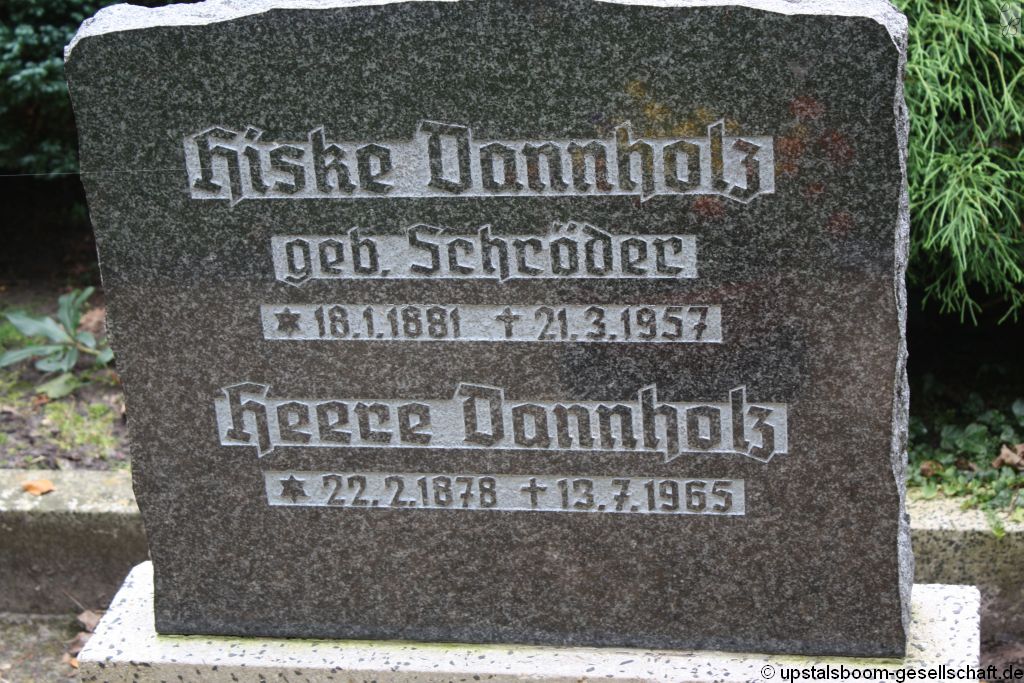 Hiske Dannholz
geb. Schröder
* 18.1.1881 † 21.3.1957
Heere Dannholz
* 22.2.1878 † 13.7.1965
© upstalsboom-gesellschaft.de